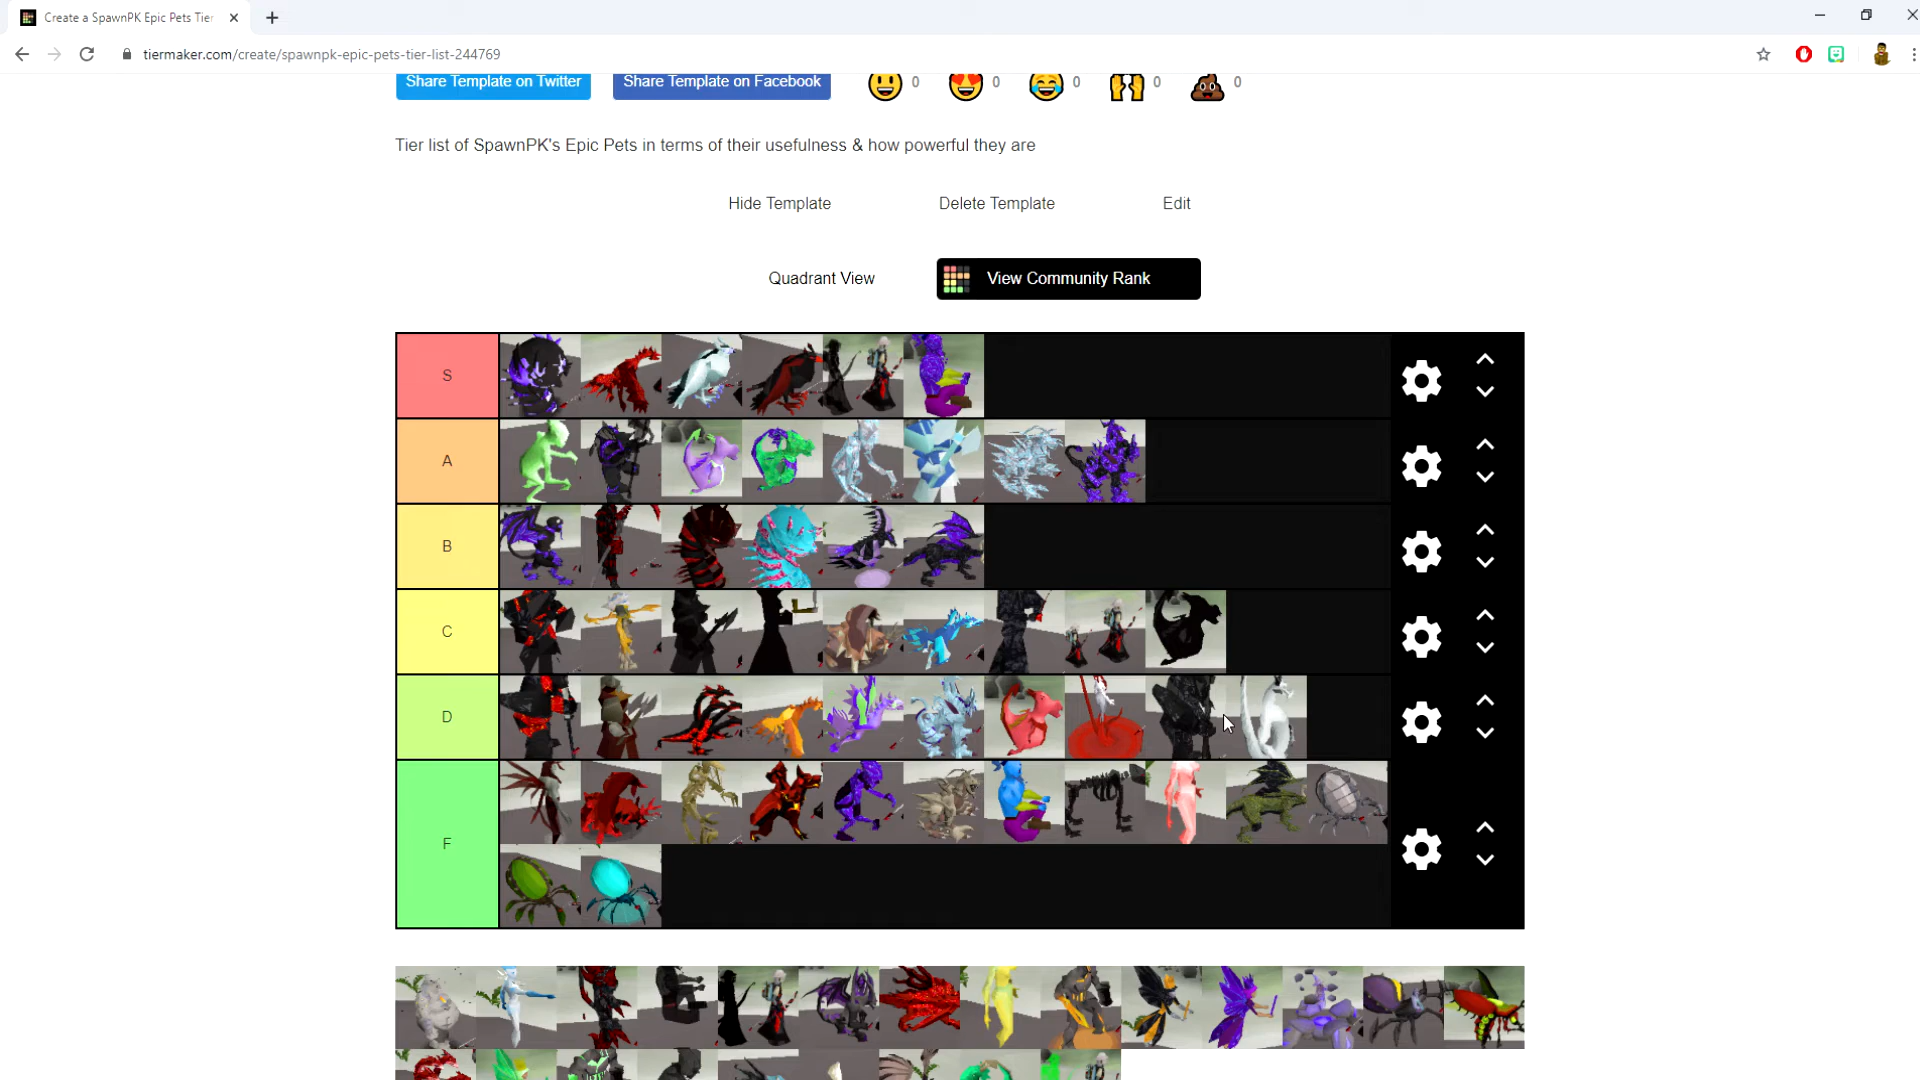 Create a SpawnPK Epic Pets Tier
tiermaker.com/create/spawnpk-epic-pets-tier-list-244769
Share Template on Twitter
Share Template on Facebook
0
0
0
0
0
Tier list of SpawnPK's Epic Pets in terms of their usefulness & how powerful they are
Hide Template
Delete Template
Edit
Quadrant View
View Community Rank
S
A
B
C
D
F